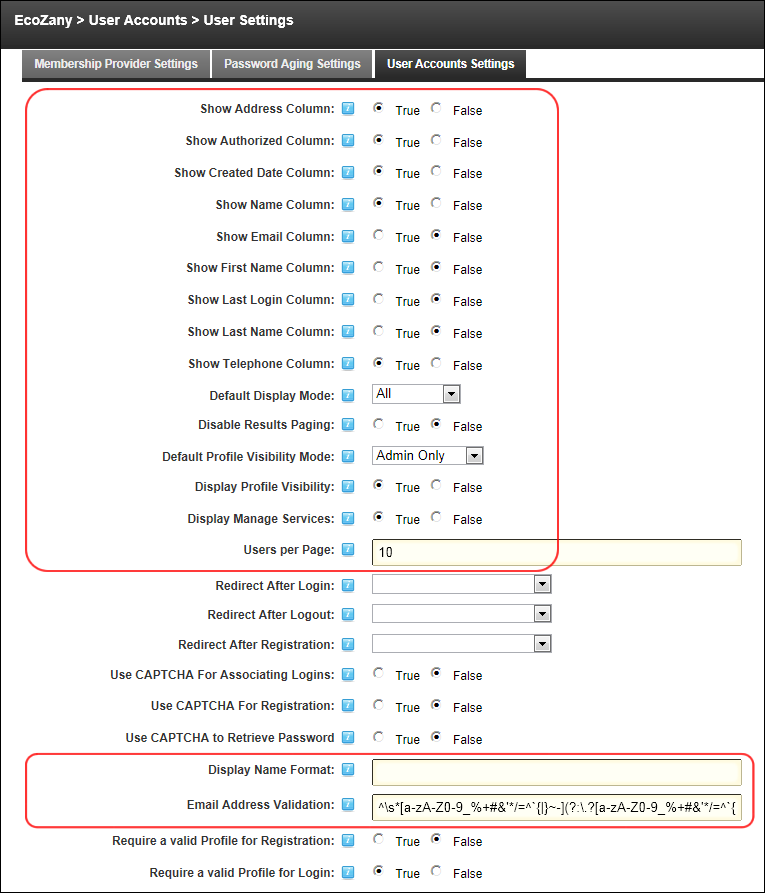 EcoZany > User Accounts > User Settings
Membership Provider Settings Password Aging Settings User Accounts Settings
Show Address Column: True False
Show Authorized Column: True False
Show Created Date Column: True False
Show Name Column: True False
Show Email Column: True False
Show First Name Column: True False
Show Last Login Column: True False
Show Last Name Column: True False
Show Telephone Column: True False
Default Display Mode: All
Disable Results Paging: True False
Default Profile Visibility Mode: Admin Only
Display Profile Visibility: True False
Display Manage Services: True False
Users per Page: 10
Redirect After Login:
Redirect After Logout:
Redirect After Registration:
Use CAPTCHA For Associating Logins: True False
Use CAPTCHA For Registration: True False
Use CAPTCHA to Retrieve Password True False
Display Name Format:
Email Address Validation: ^\s*[a-zA-Z0-9_%+#&'*/=^`{|}~-](?:\.?[a-zA-Z0-9_%+#&'*/=^`{
Require a valid Profile for Registration: True False
Require a valid Profile for Login: True False